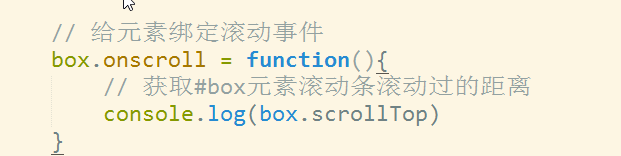 // 给元素绑定滚动事件
box.onscroll = function(){
// 获取#box元素滚动条滚动过的距离
console.log(box.scrollTop)
}